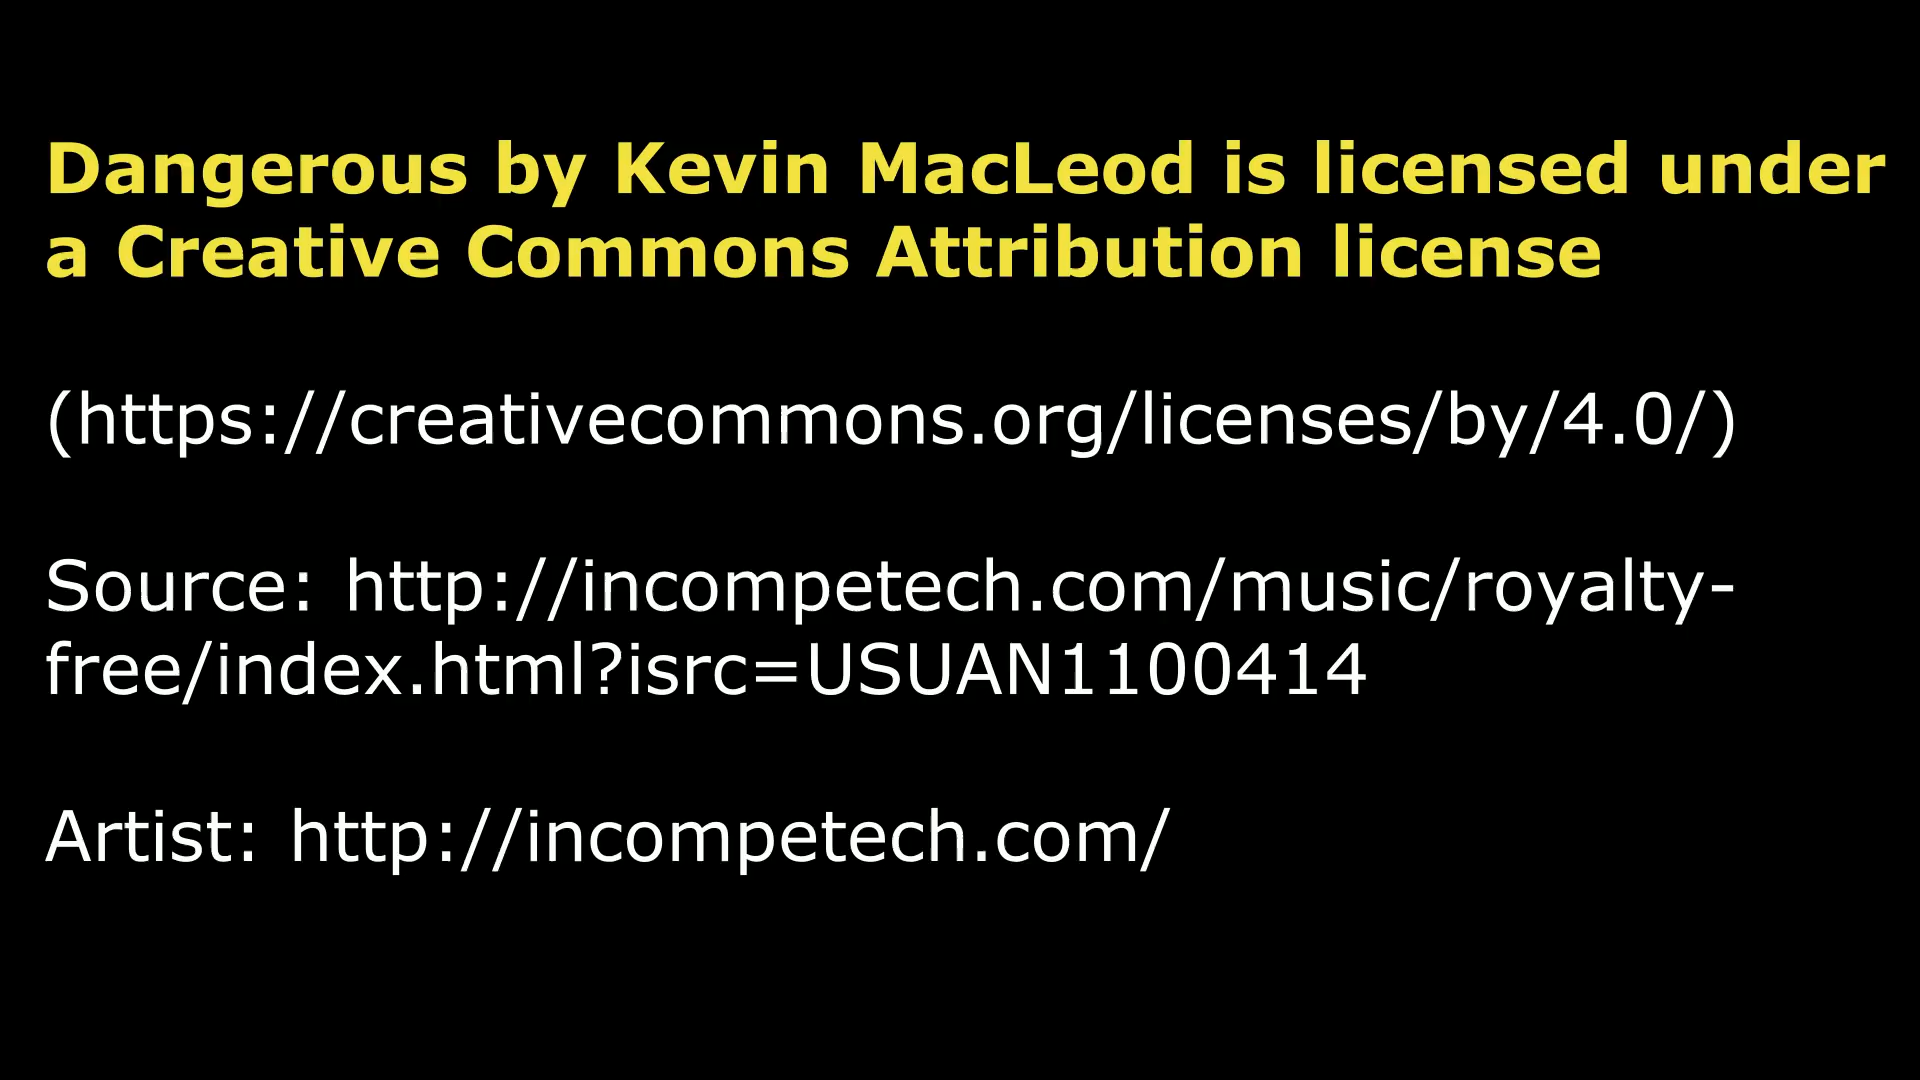 Dangerous by Kevin MacLeod is licensed under
a Creative Commons Attribution license
(https://creativecommons.org/licenses/by/4.0/)
Source: http://incompetech.com/music/royalty-
free/index.html?isrc=USUAN1100414
Artist: http://incompetech.com/